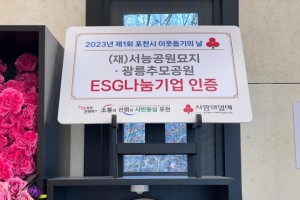 2023년 제1회 포천시 이웃돕기의 날
(재)서능공원묘지
·광릉추모공원
ESG나눔기업 인증
소통과 신뢰의 시민중심 포천
사랑의열매